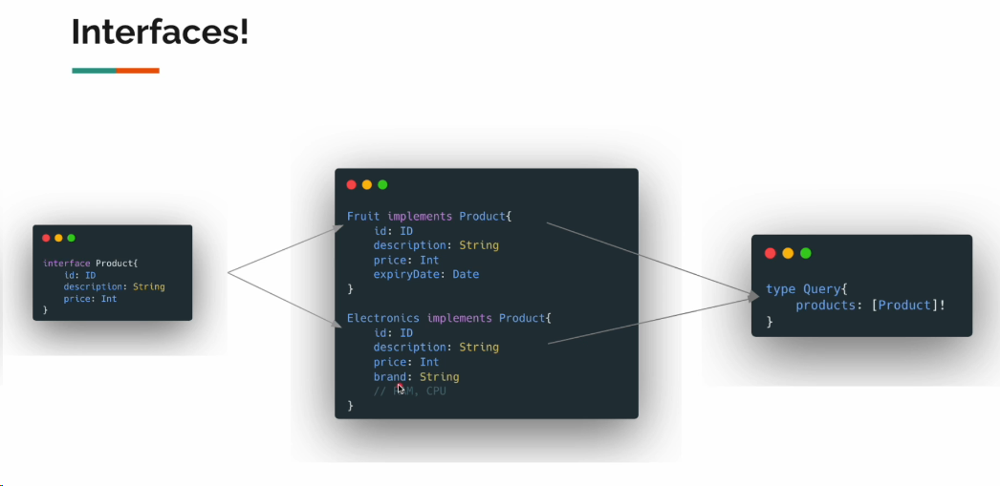 Interfaces!
interface Product{
    id: ID
    description: String
    price: Int
}
Fruit implements Product{
    id: ID
    description: String
    price: Int
    expiryDate: Date
}
Electronics implements Product{
    id: ID
    description: String
    price: Int
    brand: String
    // RAM, CPU
}
type Query{
    products: [Product]!
}